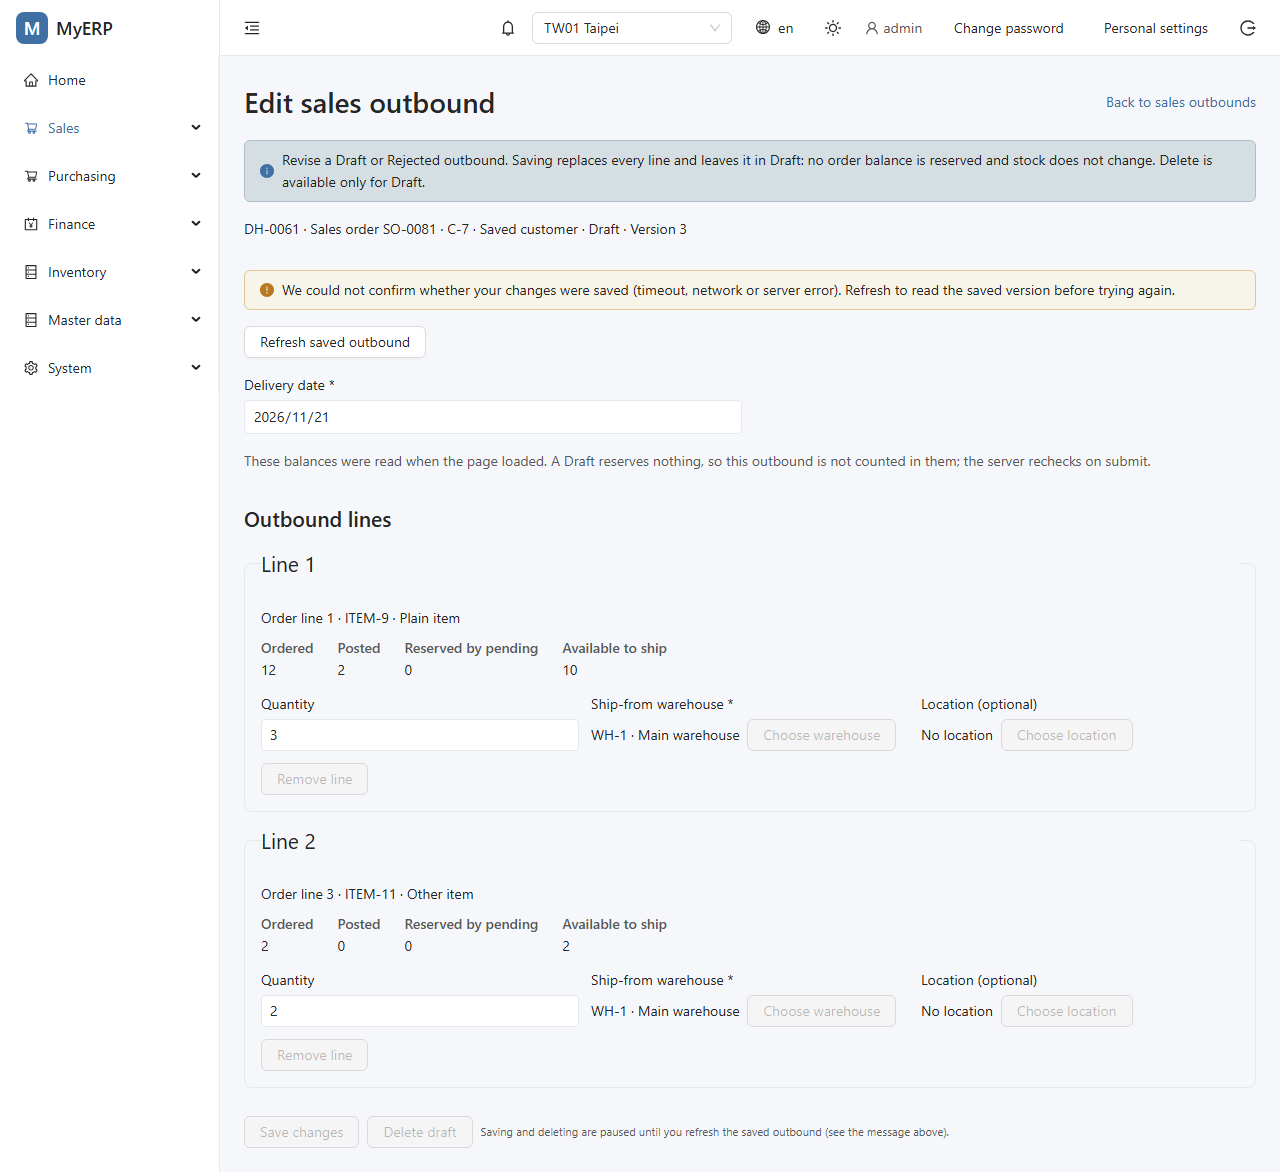 M MyERP
TW01 Taipei
en
admin
Change password
Personal settings
Home
Sales
Purchasing
Finance
Inventory
Master data
System
Edit sales outbound
Back to sales outbounds
Revise a Draft or Rejected outbound. Saving replaces every line and leaves it in Draft: no order balance is reserved and stock does not change. Delete is
available only for Draft.
DH-0061 · Sales order SO-0081 · C-7 · Saved customer · Draft · Version 3
We could not confirm whether your changes were saved (timeout, network or server error). Refresh to read the saved version before trying again.
Refresh saved outbound
Delivery date *
2026/11/21
These balances were read when the page loaded. A Draft reserves nothing, so this outbound is not counted in them; the server rechecks on submit.
Outbound lines
Line 1
Order line 1 · ITEM-9 · Plain item
Ordered Posted Reserved by pending Available to ship
12 2 0 10
Quantity Ship-from warehouse * Location (optional)
3 WH-1 · Main warehouse Choose warehouse No location Choose location
Remove line
Line 2
Order line 3 · ITEM-11 · Other item
Ordered Posted Reserved by pending Available to ship
2 0 0 2
Quantity Ship-from warehouse * Location (optional)
2 WH-1 · Main warehouse Choose warehouse No location Choose location
Remove line
Save changes Delete draft Saving and deleting are paused until you refresh the saved outbound (see the message above).